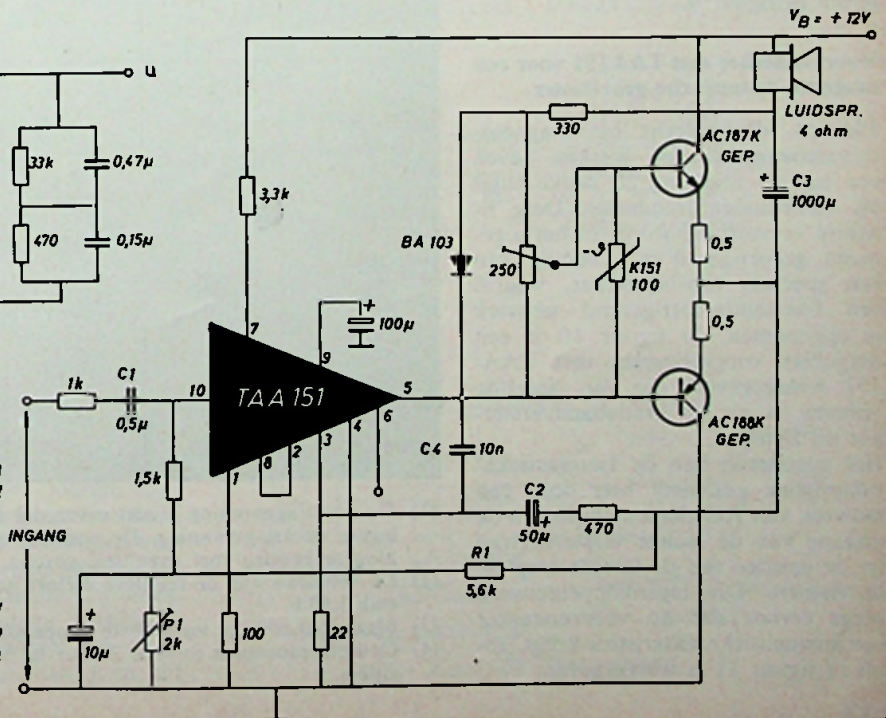 V_B = + 12V
u
LUIDSPR.
4 ohm
330
AC187K
GEP.
33k
0,47µ
+
C3
1000µ
3,3k
470
0,15µ
BA 103
250
-ϑ
K151
100
0,5
0,5
+
100µ
7
9
1k
C1
0,5µ
10
TAA 151
5
6
AC188K
GEP.
8
2
3
4
1
C4
10n
1,5k
C2
50µ
+
470
INGANG
R1
5,6k
+
10µ
P1
2k
100
22